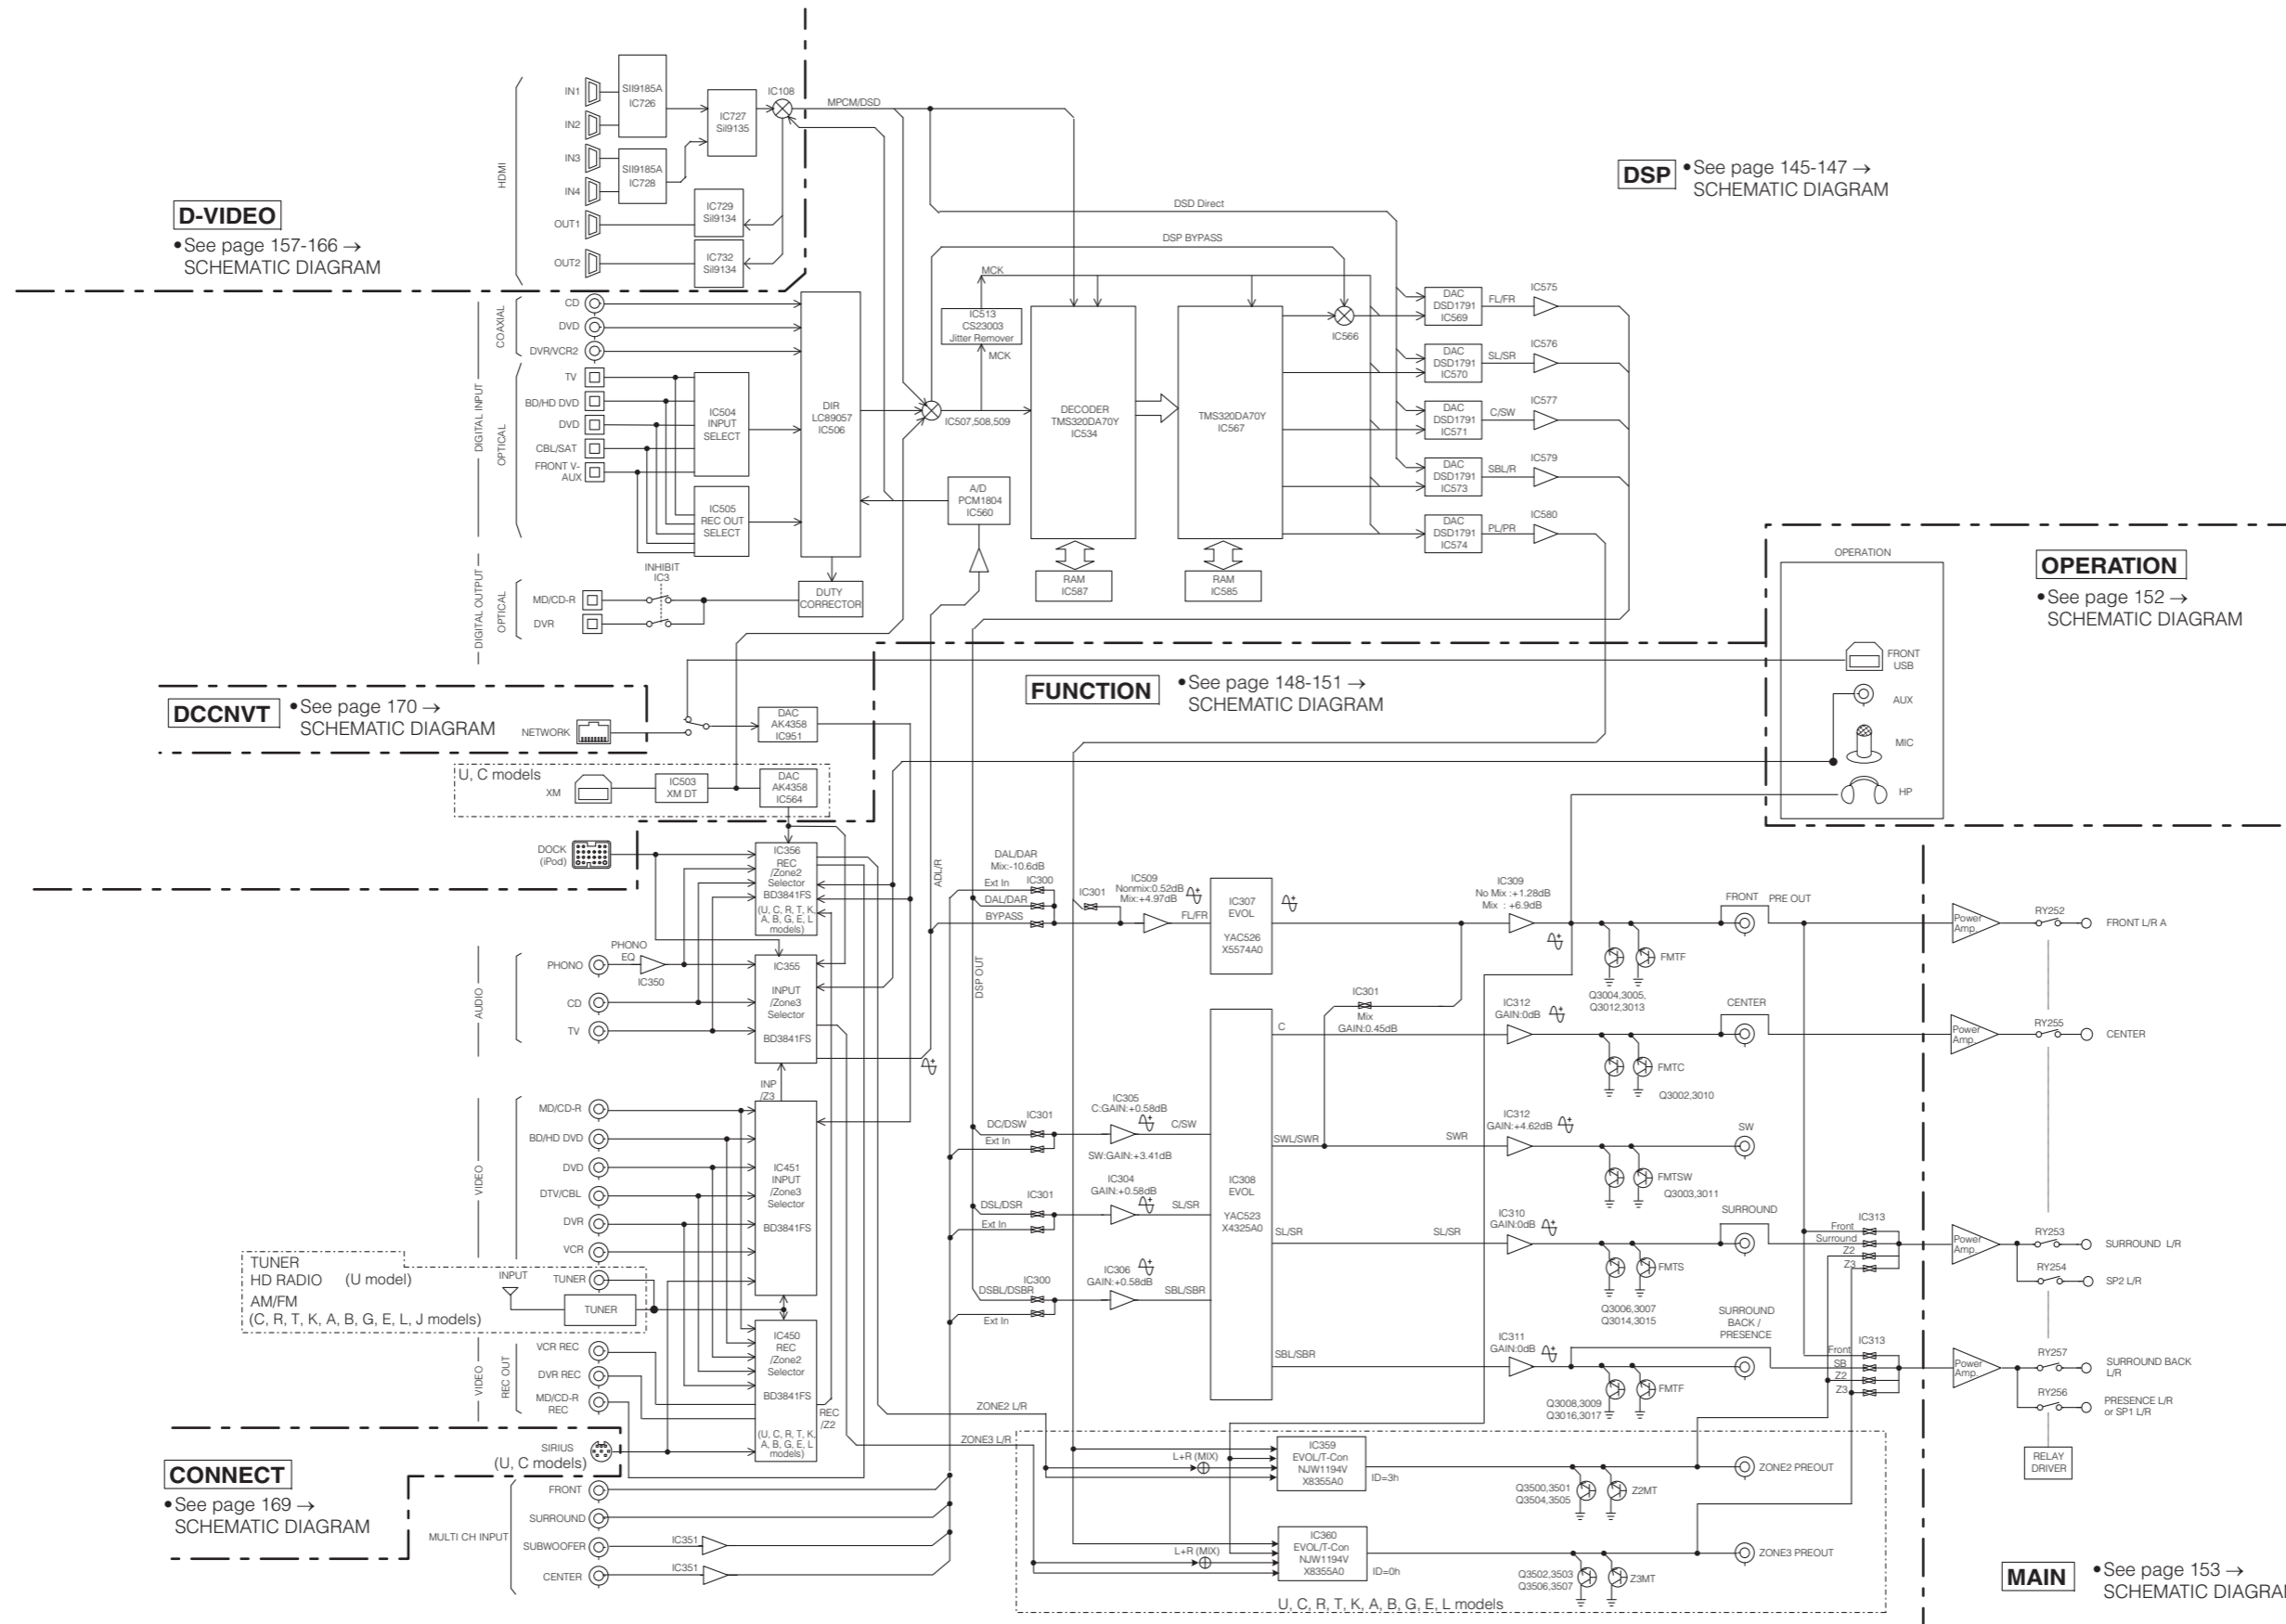 D-VIDEO
• See page 157-166 →
SCHEMATIC DIAGRAM
HDMI
IN1
IN2
IN3
IN4
OUT1
OUT2
SII9185A
IC726
SII9185A
IC728
IC727
SiI9135
IC729
SiI9134
IC732
SiI9134
IC108
MPCM/DSD
DSP
• See page 145-147 →
SCHEMATIC DIAGRAM
DSD Direct
DSP BYPASS
MCK
IC513
CS23003
Jitter Remover
MCK
DIGITAL INPUT
COAXIAL
CD
DVD
DVR/VCR2
OPTICAL
TV
BD/HD DVD
DVD
CBL/SAT
FRONT V-
AUX
IC504
INPUT
SELECT
IC505
REC OUT
SELECT
DIR
LC89057
IC506
IC507,508,509
A/D
PCM1804
IC560
DECODER
TMS320DA70Y
IC534
TMS320DA70Y
IC567
RAM
IC587
RAM
IC585
IC566
DAC
DSD1791
IC569
FL/FR
IC575
DAC
DSD1791
IC570
SL/SR
IC576
DAC
DSD1791
IC571
C/SW
IC577
DAC
DSD1791
IC573
SBL/R
IC579
DAC
DSD1791
IC574
PL/PR
IC580
DIGITAL OUTPUT
OPTICAL
MD/CD-R
DVR
INHIBIT
IC3
DUTY
CORRECTOR
OPERATION
FRONT
USB
AUX
MIC
HP
OPERATION
• See page 152 →
SCHEMATIC DIAGRAM
DCCNVT
• See page 170 →
SCHEMATIC DIAGRAM
NETWORK
DAC
AK4358
IC951
FUNCTION
• See page 148-151 →
SCHEMATIC DIAGRAM
U, C models
XM
IC503
XM DT
DAC
AK4358
IC564
DOCK
(iPod)
IC356
REC
/Zone2
Selector
BD3841FS
(U, C, R, T, K,
A, B, G, E, L
models)
AUDIO
PHONO
PHONO
EQ
IC350
CD
TV
IC355
INPUT
/Zone3
Selector
BD3841FS
ADL/R
INP
/Z3
VIDEO
MD/CD-R
BD/HD DVD
DVD
DTV/CBL
DVR
VCR
IC451
INPUT
/Zone3
Selector
BD3841FS
TUNER
HD RADIO (U model)
AM/FM
(C, R, T, K, A, B, G, E, L, J models)
INPUT
TUNER
TUNER
VIDEO
REC OUT
VCR REC
DVR REC
MD/CD-R
REC
IC450
REC
/Zone2
Selector
BD3841FS
(U, C, R, T, K,
A, B, G, E, L
models)
REC
/Z2
SIRIUS
(U, C models)
CONNECT
• See page 169 →
SCHEMATIC DIAGRAM
MULTI CH INPUT
FRONT
SURROUND
SUBWOOFER
CENTER
IC351
IC351
DSP OUT
DAL/DAR
Mix:-10.6dB
Ext In
IC300
DAL/DAR
BYPASS
IC301
IC509
Nonmix:0.52dB
Mix:+4.97dB
FL/FR
IC307
EVOL
YAC526
X5574A0
IC309
No Mix :+1.28dB
Mix : +6.9dB
FRONT
PRE OUT
FMTF
Q3004,3005,
Q3012,3013
IC301
Mix
GAIN:0.45dB
C
IC312
GAIN:0dB
CENTER
FMTC
Q3002,3010
DC/DSW
IC301
Ext In
IC305
C:GAIN:+0.58dB
C/SW
SW:GAIN:+3.41dB
SWL/SWR
SWR
IC312
GAIN:+4.62dB
SW
FMTSW
Q3003,3011
DSL/DSR
IC301
Ext In
IC304
GAIN:+0.58dB
SL/SR
IC308
EVOL
YAC523
X4325A0
SL/SR
SL/SR
IC310
GAIN:0dB
SURROUND
FMTS
Q3006,3007
Q3014,3015
DSBL/DSBR
IC300
Ext In
IC306
GAIN:+0.58dB
SBL/SBR
SBL/SBR
IC311
GAIN:0dB
SURROUND
BACK /
PRESENCE
FMTF
Q3008,3009
Q3016,3017
IC313
Front
Surround
Z2
Z3
IC313
Front
SB
Z2
Z3
Power
Amp.
RY252
FRONT L/R A
Power
Amp.
RY255
CENTER
Power
Amp.
RY253
SURROUND L/R
RY254
SP2 L/R
Power
Amp.
RY257
SURROUND BACK
L/R
RY256
PRESENCE L/R
or SP1 L/R
RELAY
DRIVER
ZONE2 L/R
ZONE3 L/R
L+R (MIX)
IC359
EVOL/T-Con
NJW1194V
X8355A0
ID=3h
Q3500,3501
Q3504,3505
Z2MT
ZONE2 PREOUT
L+R (MIX)
IC360
EVOL/T-Con
NJW1194V
X8355A0
ID=0h
Q3502,3503
Q3506,3507
Z3MT
ZONE3 PREOUT
U, C, R, T, K, A, B, G, E, L models
MAIN
• See page 153 →
SCHEMATIC DIAGRAM